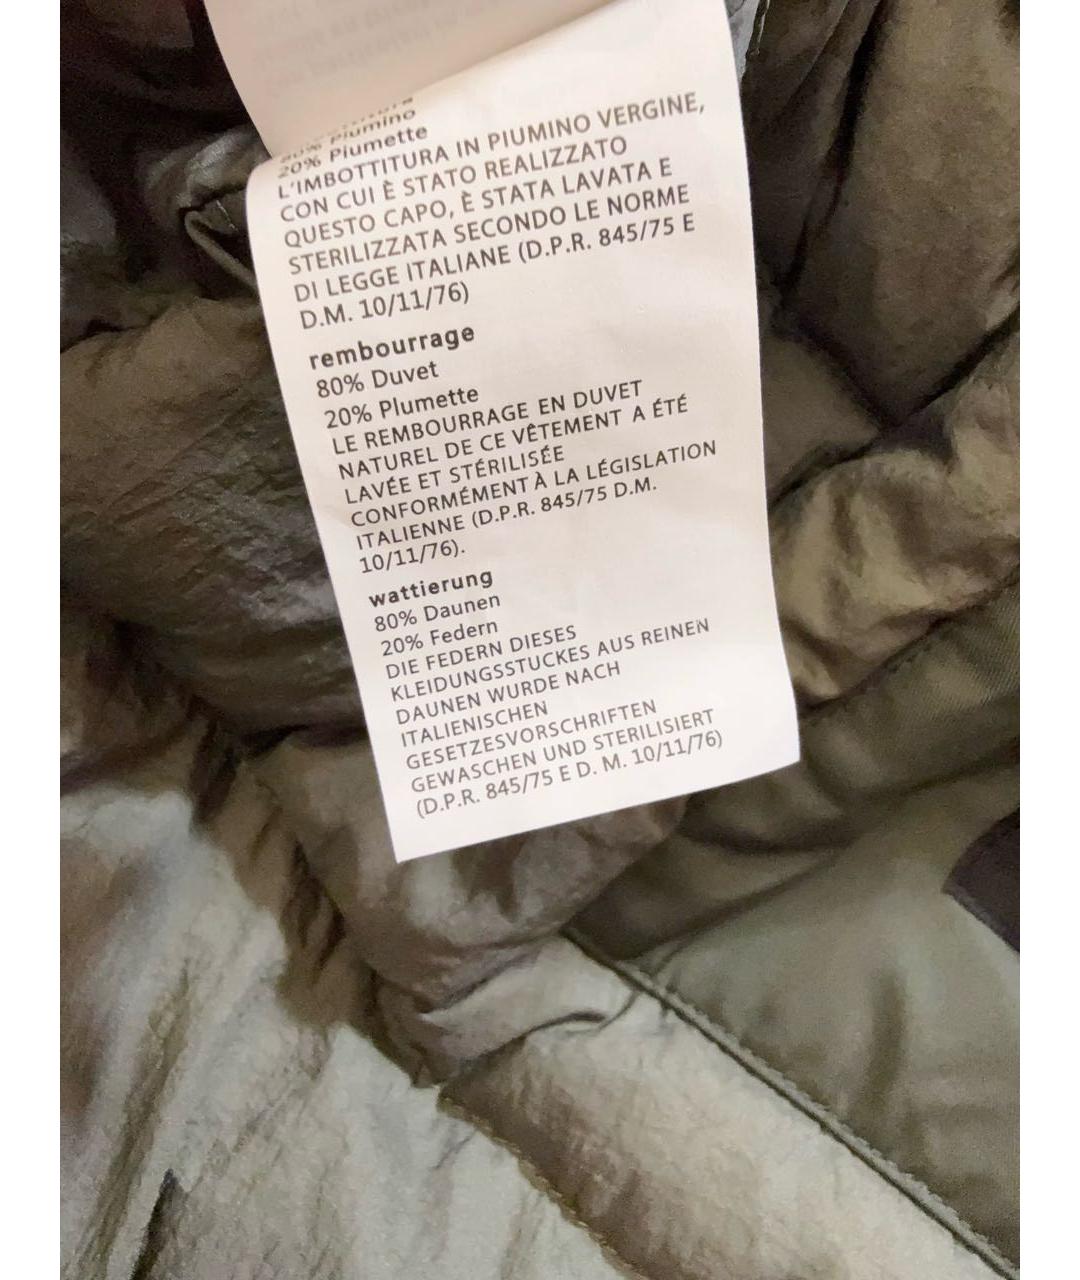 80% Piumino
20% Piumette
L'IMBOTTITURA IN PIUMINO VERGINE,
CON CUI È STATO REALIZZATO
QUESTO CAPO, È STATA LAVATA E
STERILIZZATA SECONDO LE NORME
DI LEGGE ITALIANE (D.P.R. 845/75 E
D.M. 10/11/76)
rembourrage
80% Duvet
20% Plumette
LE REMBOURRAGE EN DUVET
NATUREL DE CE VÊTEMENT A ÉTÉ
LAVÉE ET STÉRILISÉE
CONFORMÉMENT À LA LÉGISLATION
ITALIENNE (D.P.R. 845/75 D.M.
10/11/76).
wattierung
80% Daunen
20% Federn
DIE FEDERN DIESES
KLEIDUNGSSTUCKES AUS REINEN
DAUNEN WURDE NACH
ITALIENISCHEN
GESETZESVORSCHRIFTEN
GEWASCHEN UND STERILISIERT
(D.P.R. 845/75 E D. M. 10/11/76)